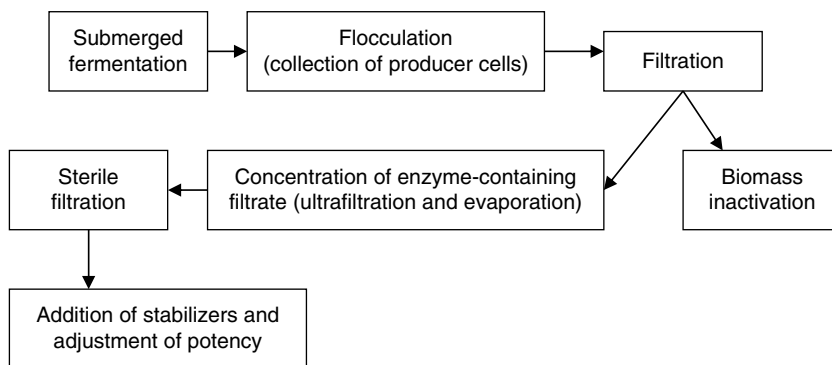 Submerged
fermentation
Flocculation
(collection of producer cells)
Filtration
Sterile
filtration
Concentration of enzyme-containing
filtrate (ultrafiltration and evaporation)
Biomass
inactivation
Addition of stabilizers and
adjustment of potency